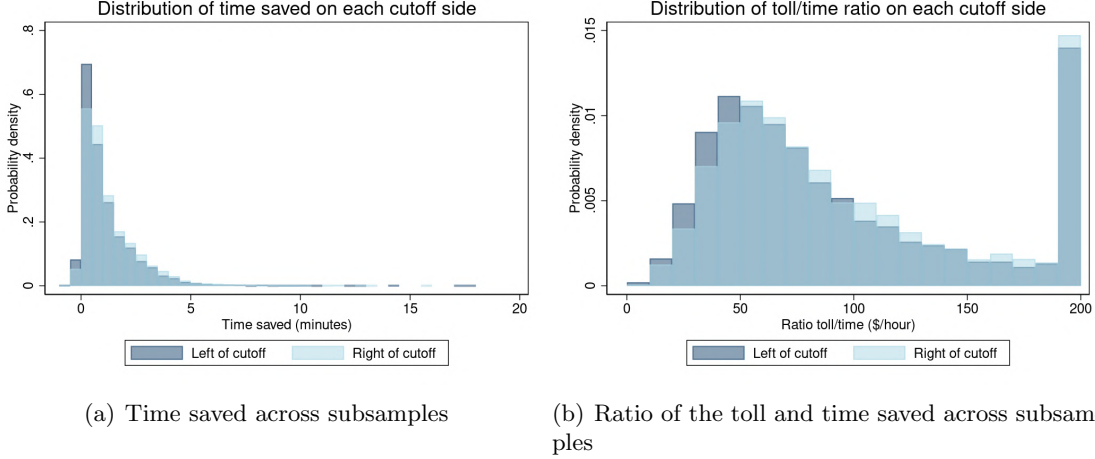 Distribution of time saved on each cutoff side
Probability density
.8
.6
.4
.2
0
0 5 10 15 20
Time saved (minutes)
Left of cutoff Right of cutoff
(a) Time saved across subsamples
Distribution of toll/time ratio on each cutoff side
Probability density
.015
.01
.005
0
0 50 100 150 200
Ratio toll/time ($/hour)
Left of cutoff Right of cutoff
(b) Ratio of the toll and time saved across subsam
ples